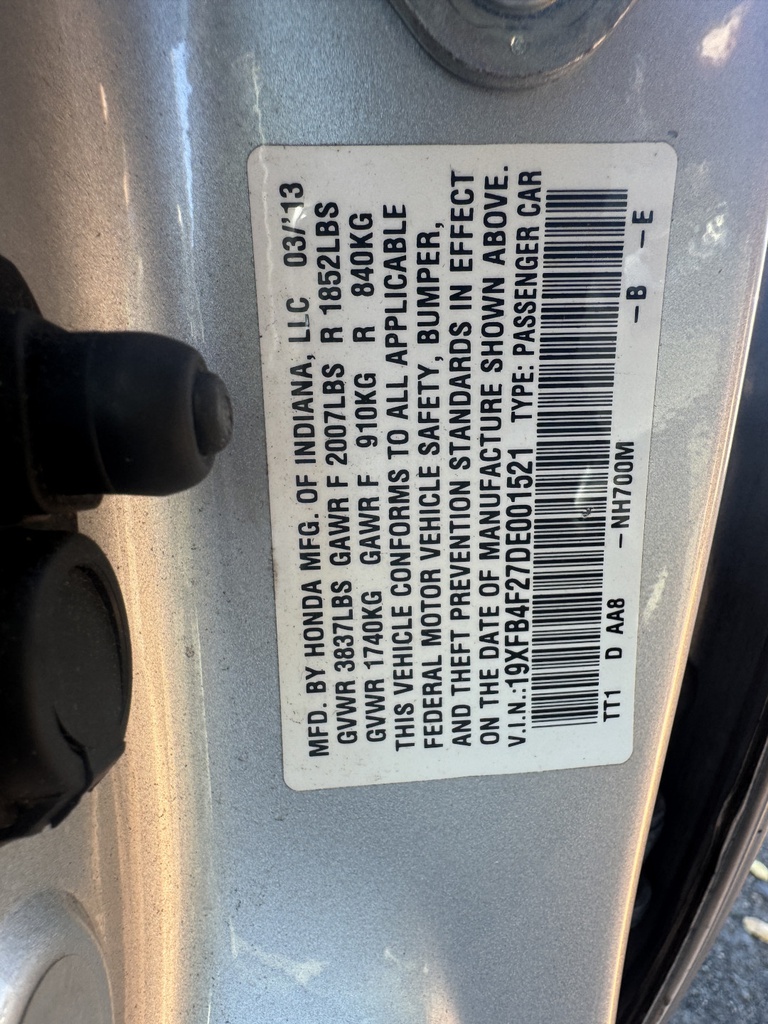 MFD. BY HONDA MFG. OF INDIANA, LLC 03/'13
GVWR 3837LBS GAWR F 2007LBS R 1852LBS
GVWR 1740KG GAWR F 910KG R 840KG
THIS VEHICLE CONFORMS TO ALL APPLICABLE
FEDERAL MOTOR VEHICLE SAFETY, BUMPER,
AND THEFT PREVENTION STANDARDS IN EFFECT
ON THE DATE OF MANUFACTURE SHOWN ABOVE.
V.I.N.:19XFB4F27DE001521 TYPE: PASSENGER CAR
TT1 D AA8 –NH700M –B –E